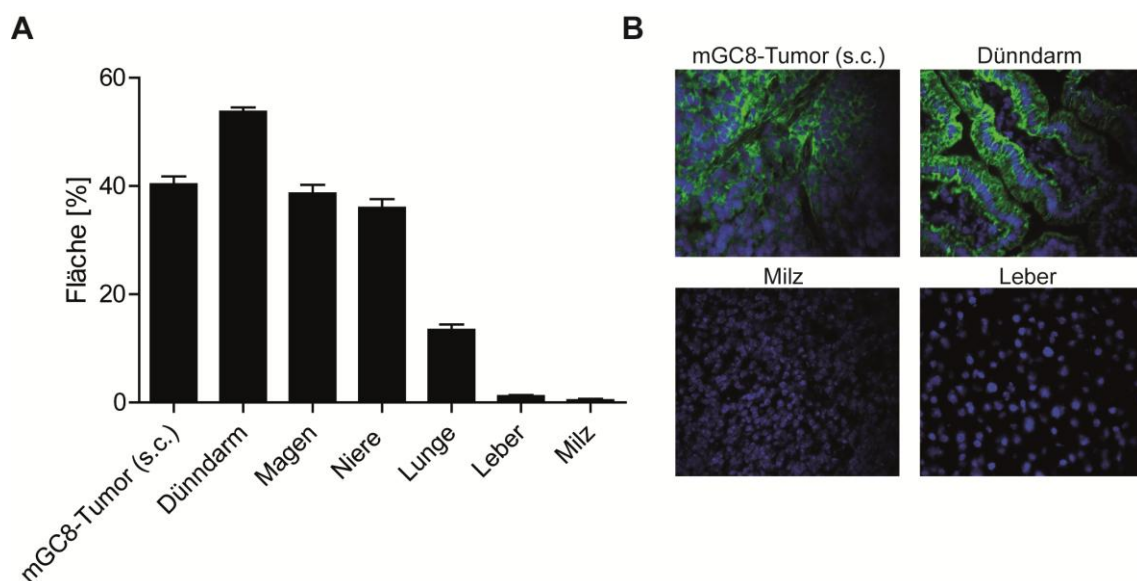 A
Fläche [%]
60
40
20
0
mGC8-Tumor (s.c.)
Dünndarm
Magen
Niere
Lunge
Leber
Milz
B
mGC8-Tumor (s.c.)
Dünndarm
Milz
Leber